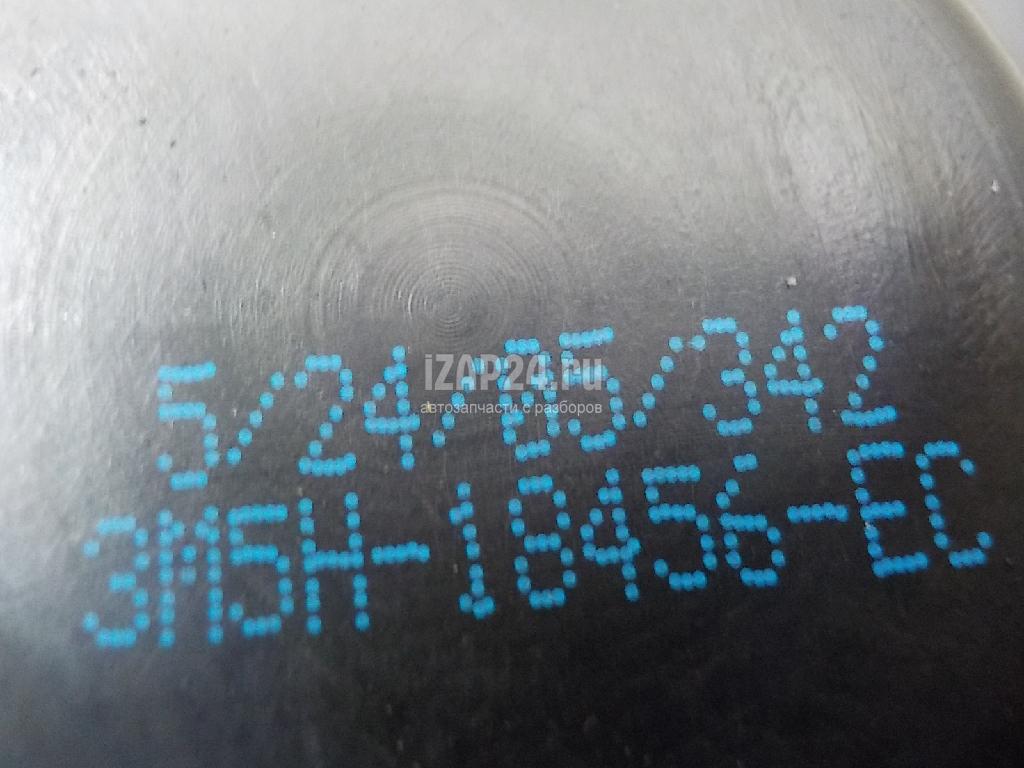 iZAP24.ru
автозапчасти с разборов
5/24/05/342
3M5H-18456-EC